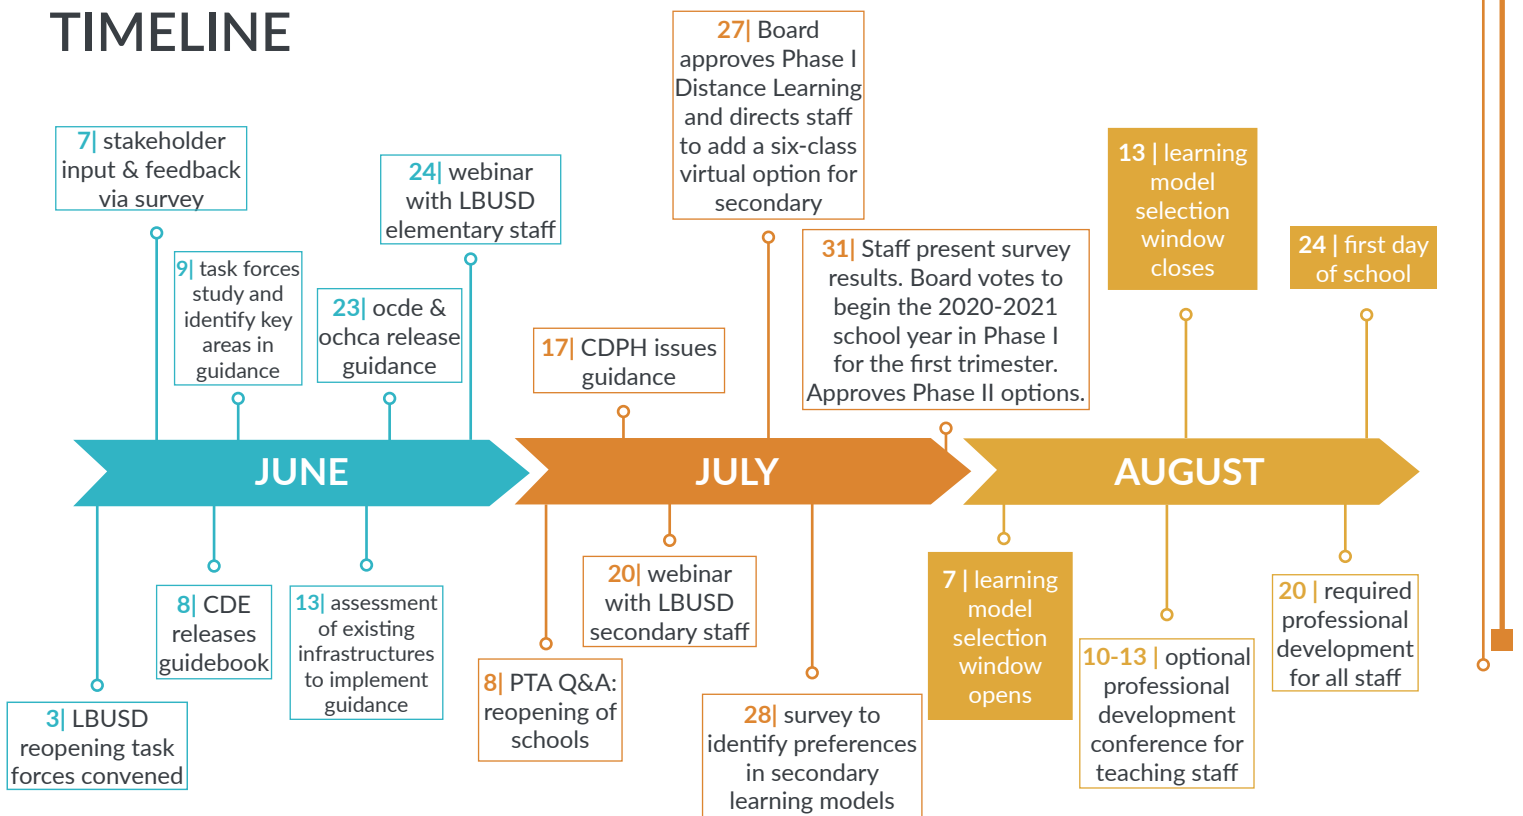 TIMELINE
7| stakeholder
input & feedback
via survey
9| task forces
study and
identify key
areas in
guidance
23| ocde &
ochca release
guidance
24| webinar
with LBUSD
elementary staff
17| CDPH issues
guidance
27| Board
approves Phase I
Distance Learning
and directs staff
to add a six-class
virtual option for
secondary
31| Staff present survey
results. Board votes to
begin the 2020-2021
school year in Phase I
for the first trimester.
Approves Phase II options.
13 | learning
model
selection
window
closes
24 | first day
of school
JUNE
JULY
AUGUST
3| LBUSD
reopening task
forces convened
8| CDE
releases
guidebook
13| assessment
of existing
infrastructures
to implement
guidance
8| PTA Q&A:
reopening of
schools
20| webinar
with LBUSD
secondary staff
28| survey to
identify preferences
in secondary
learning models
7 | learning
model
selection
window
opens
10-13 | optional
professional
development
conference for
teaching staff
20 | required
professional
development
for all staff